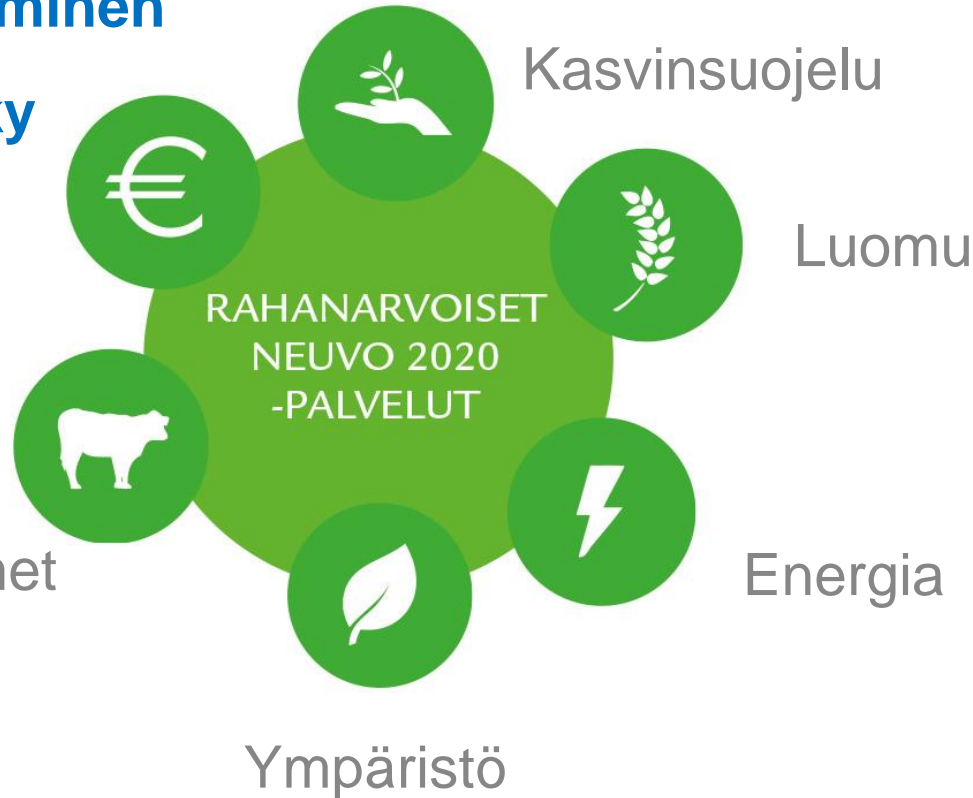 Kasvinsuojelu
Luomu
€
RAHANARVOISET
NEUVO 2020
-PALVELUT
Energia
Ympäristö